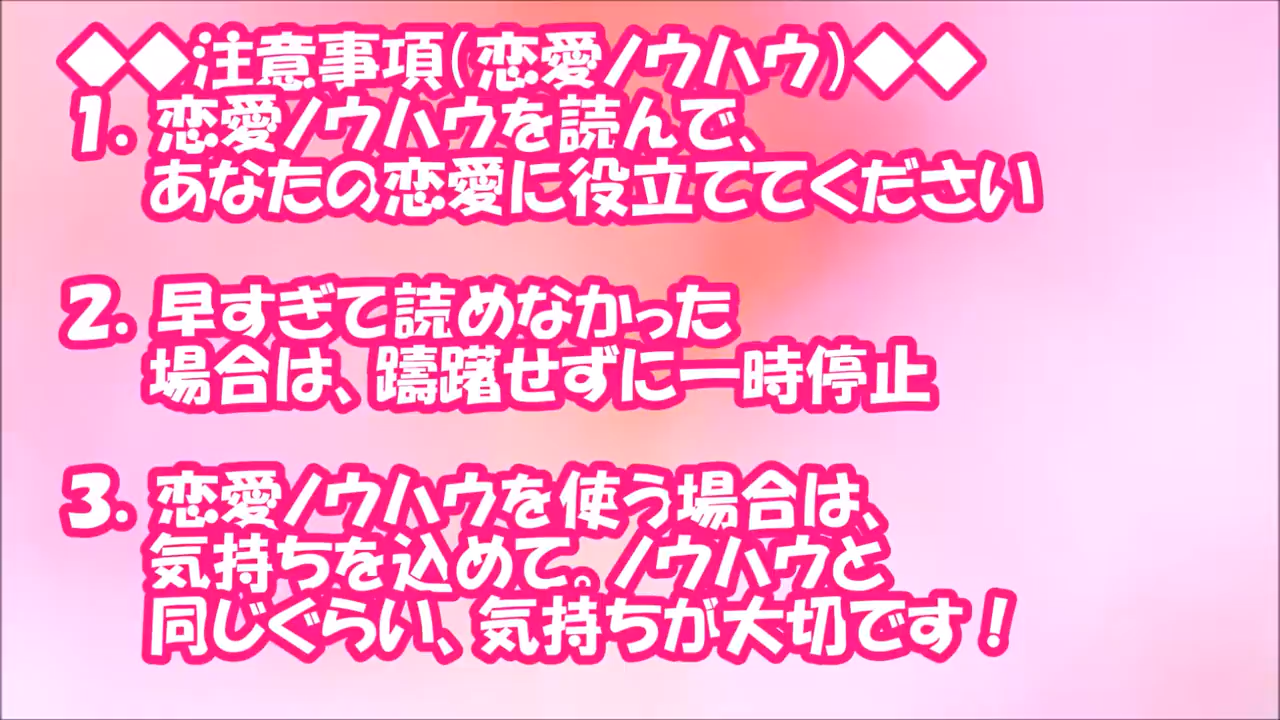 ◆◆注意事項(恋愛ノウハウ)◆◆
1. 恋愛ノウハウを読んで、
あなたの恋愛に役立ててください
2. 早すぎて読めなかった
場合は、躊躇せずに一時停止
3. 恋愛ノウハウを使う場合は、
気持ちを込めて。ノウハウと
同じぐらい、気持ちが大切です!